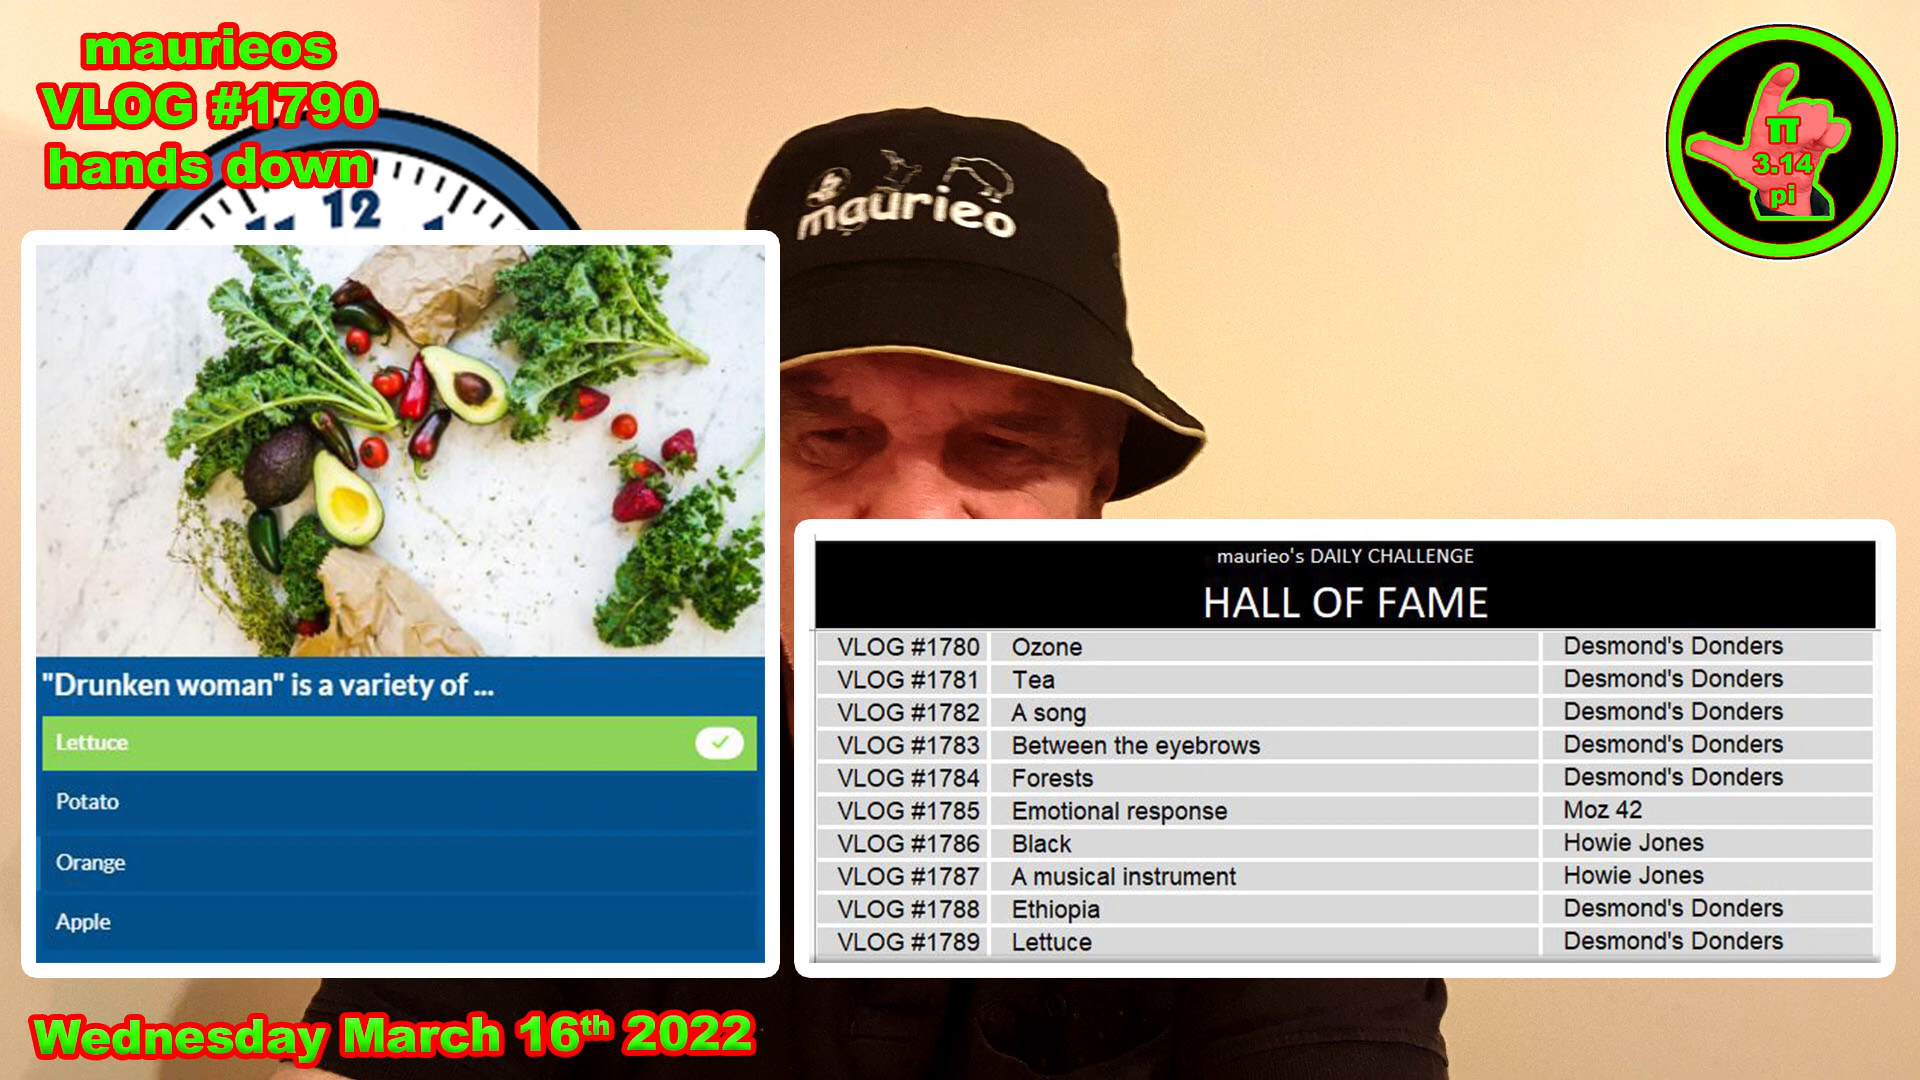 maurieos
VLOG #1790
hands down
12
11
1
π
3.14
pi
maurieo
"Drunken woman" is a variety of ...
Lettuce
Potato
Orange
Apple
maurieo's DAILY CHALLENGE
HALL OF FAME
VLOG #1780 Ozone Desmond's Donders
VLOG #1781 Tea Desmond's Donders
VLOG #1782 A song Desmond's Donders
VLOG #1783 Between the eyebrows Desmond's Donders
VLOG #1784 Forests Desmond's Donders
VLOG #1785 Emotional response Moz 42
VLOG #1786 Black Howie Jones
VLOG #1787 A musical instrument Howie Jones
VLOG #1788 Ethiopia Desmond's Donders
VLOG #1789 Lettuce Desmond's Donders
Wednesday March 16th 2022